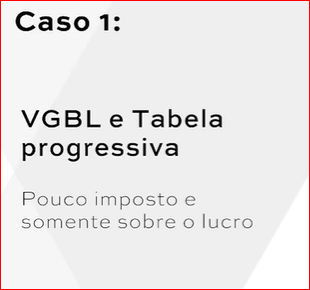 Caso 1:
VGBL e Tabela
progressiva
Pouco imposto e
somente sobre o lucro